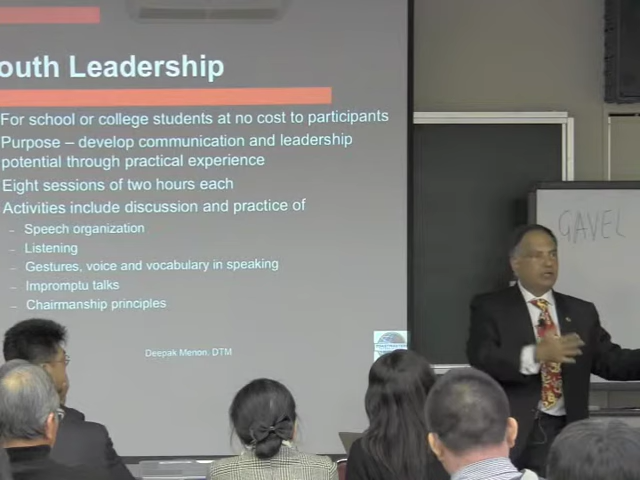 outh Leadership
For school or college students at no cost to participants
Purpose – develop communication and leadership
potential through practical experience
Eight sessions of two hours each
Activities include discussion and practice of
– Speech organization
– Listening
– Gestures, voice and vocabulary in speaking
– Impromptu talks
– Chairmanship principles
Deepak Menon, DTM
GAVEL